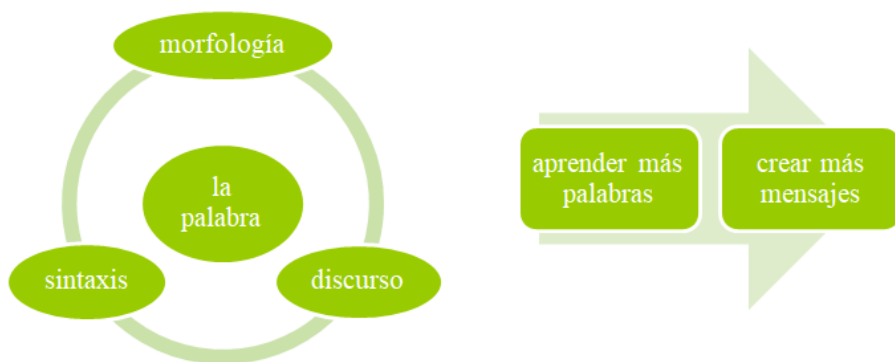 morfología
la
palabra
sintaxis
discurso
aprender más
palabras
crear más
mensajes